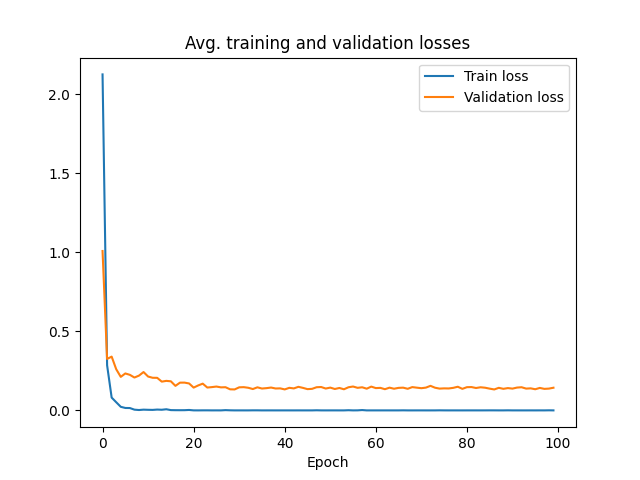 Avg. training and validation losses
Train loss
Validation loss
2.0
1.5
1.0
0.5
0.0
0 20 40 60 80 100
Epoch